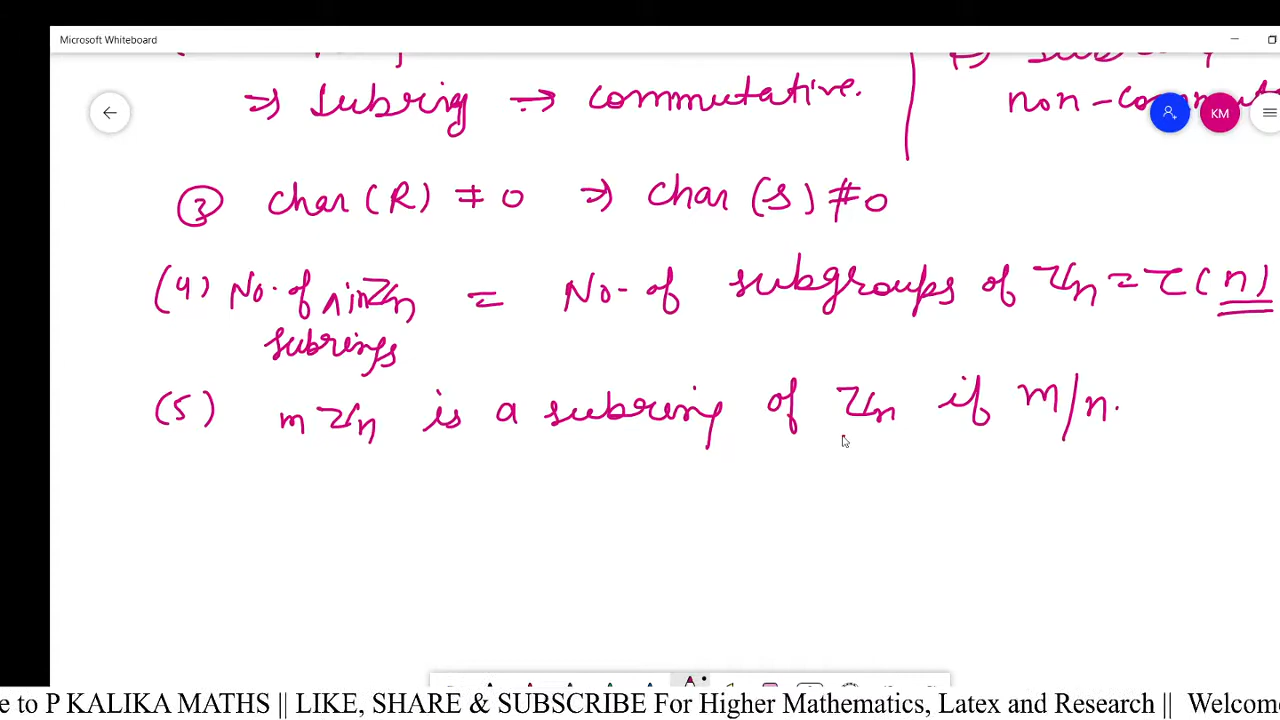 Microsoft Whiteboard
⇒ subring → commutative.
non-commut
KM
③ char(R) ≠ 0 ⇒ char(S) ≠ 0
(4) No. of subrings in ℤn = No. of subgroups of ℤn = τ(n)
(5) mℤn is a subring of ℤn if m/n.
e to P KALIKA MATHS || LIKE, SHARE & SUBSCRIBE For Higher Mathematics, Latex and Research || Welcome